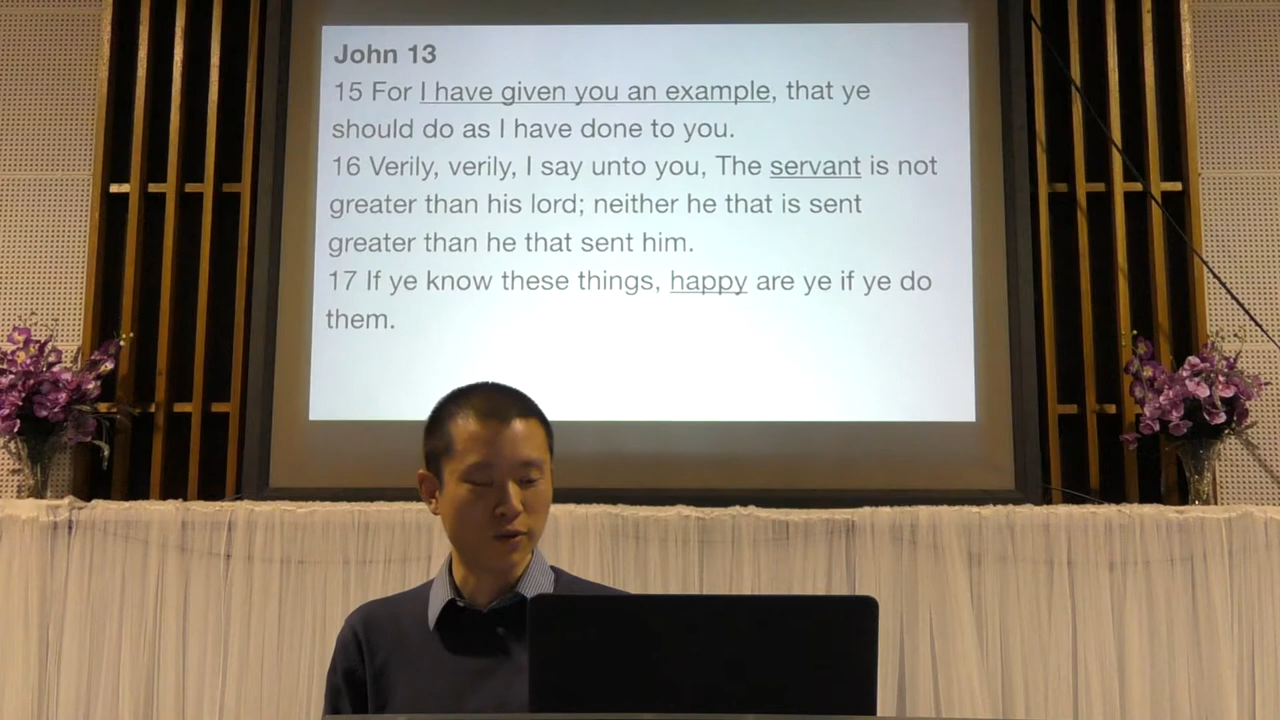 John 13
15 For I have given you an example, that ye
should do as I have done to you.
16 Verily, verily, I say unto you, The servant is not
greater than his lord; neither he that is sent
greater than he that sent him.
17 If ye know these things, happy are ye if ye do
them.